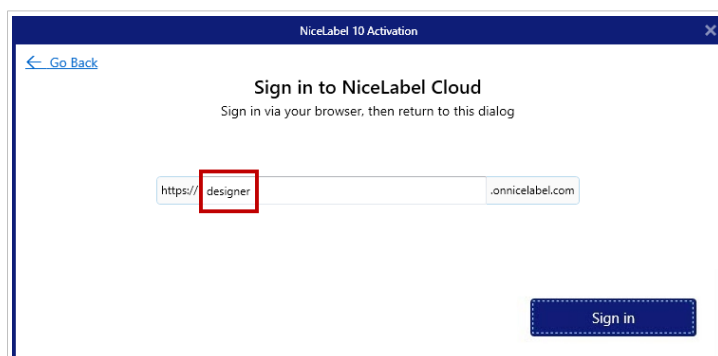 NiceLabel 10 Activation
← Go Back
Sign in to NiceLabel Cloud
Sign in via your browser, then return to this dialog
https:// designer .onnicelabel.com
Sign in